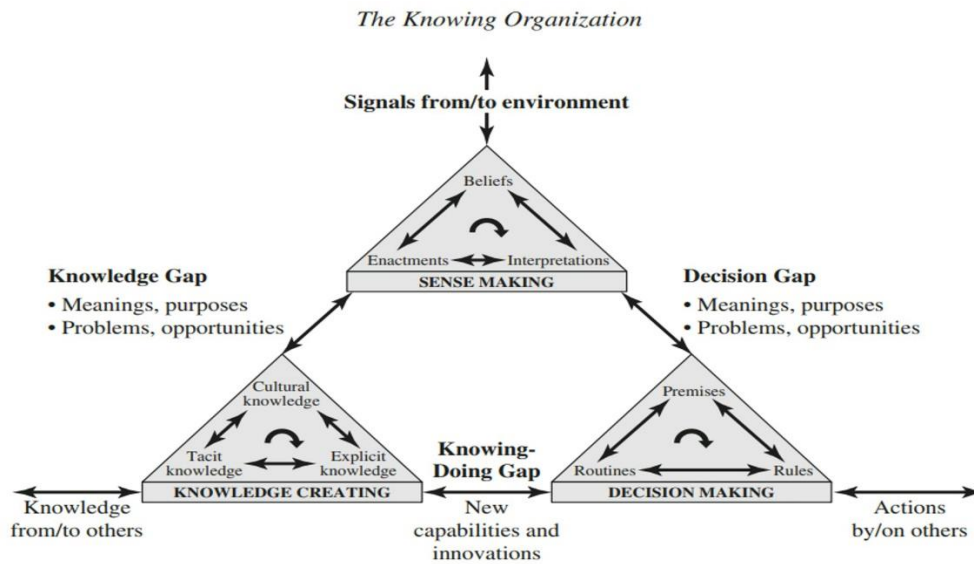 The Knowing Organization
Signals from/to environment
Beliefs
Enactments
Interpretations
SENSE MAKING
Knowledge Gap
• Meanings, purposes
• Problems, opportunities
Decision Gap
• Meanings, purposes
• Problems, opportunities
Cultural
knowledge
Tacit
knowledge
Explicit
knowledge
KNOWLEDGE CREATING
Knowing-
Doing Gap
Premises
Routines
Rules
DECISION MAKING
Knowledge
from/to others
New
capabilities and
innovations
Actions
by/on others